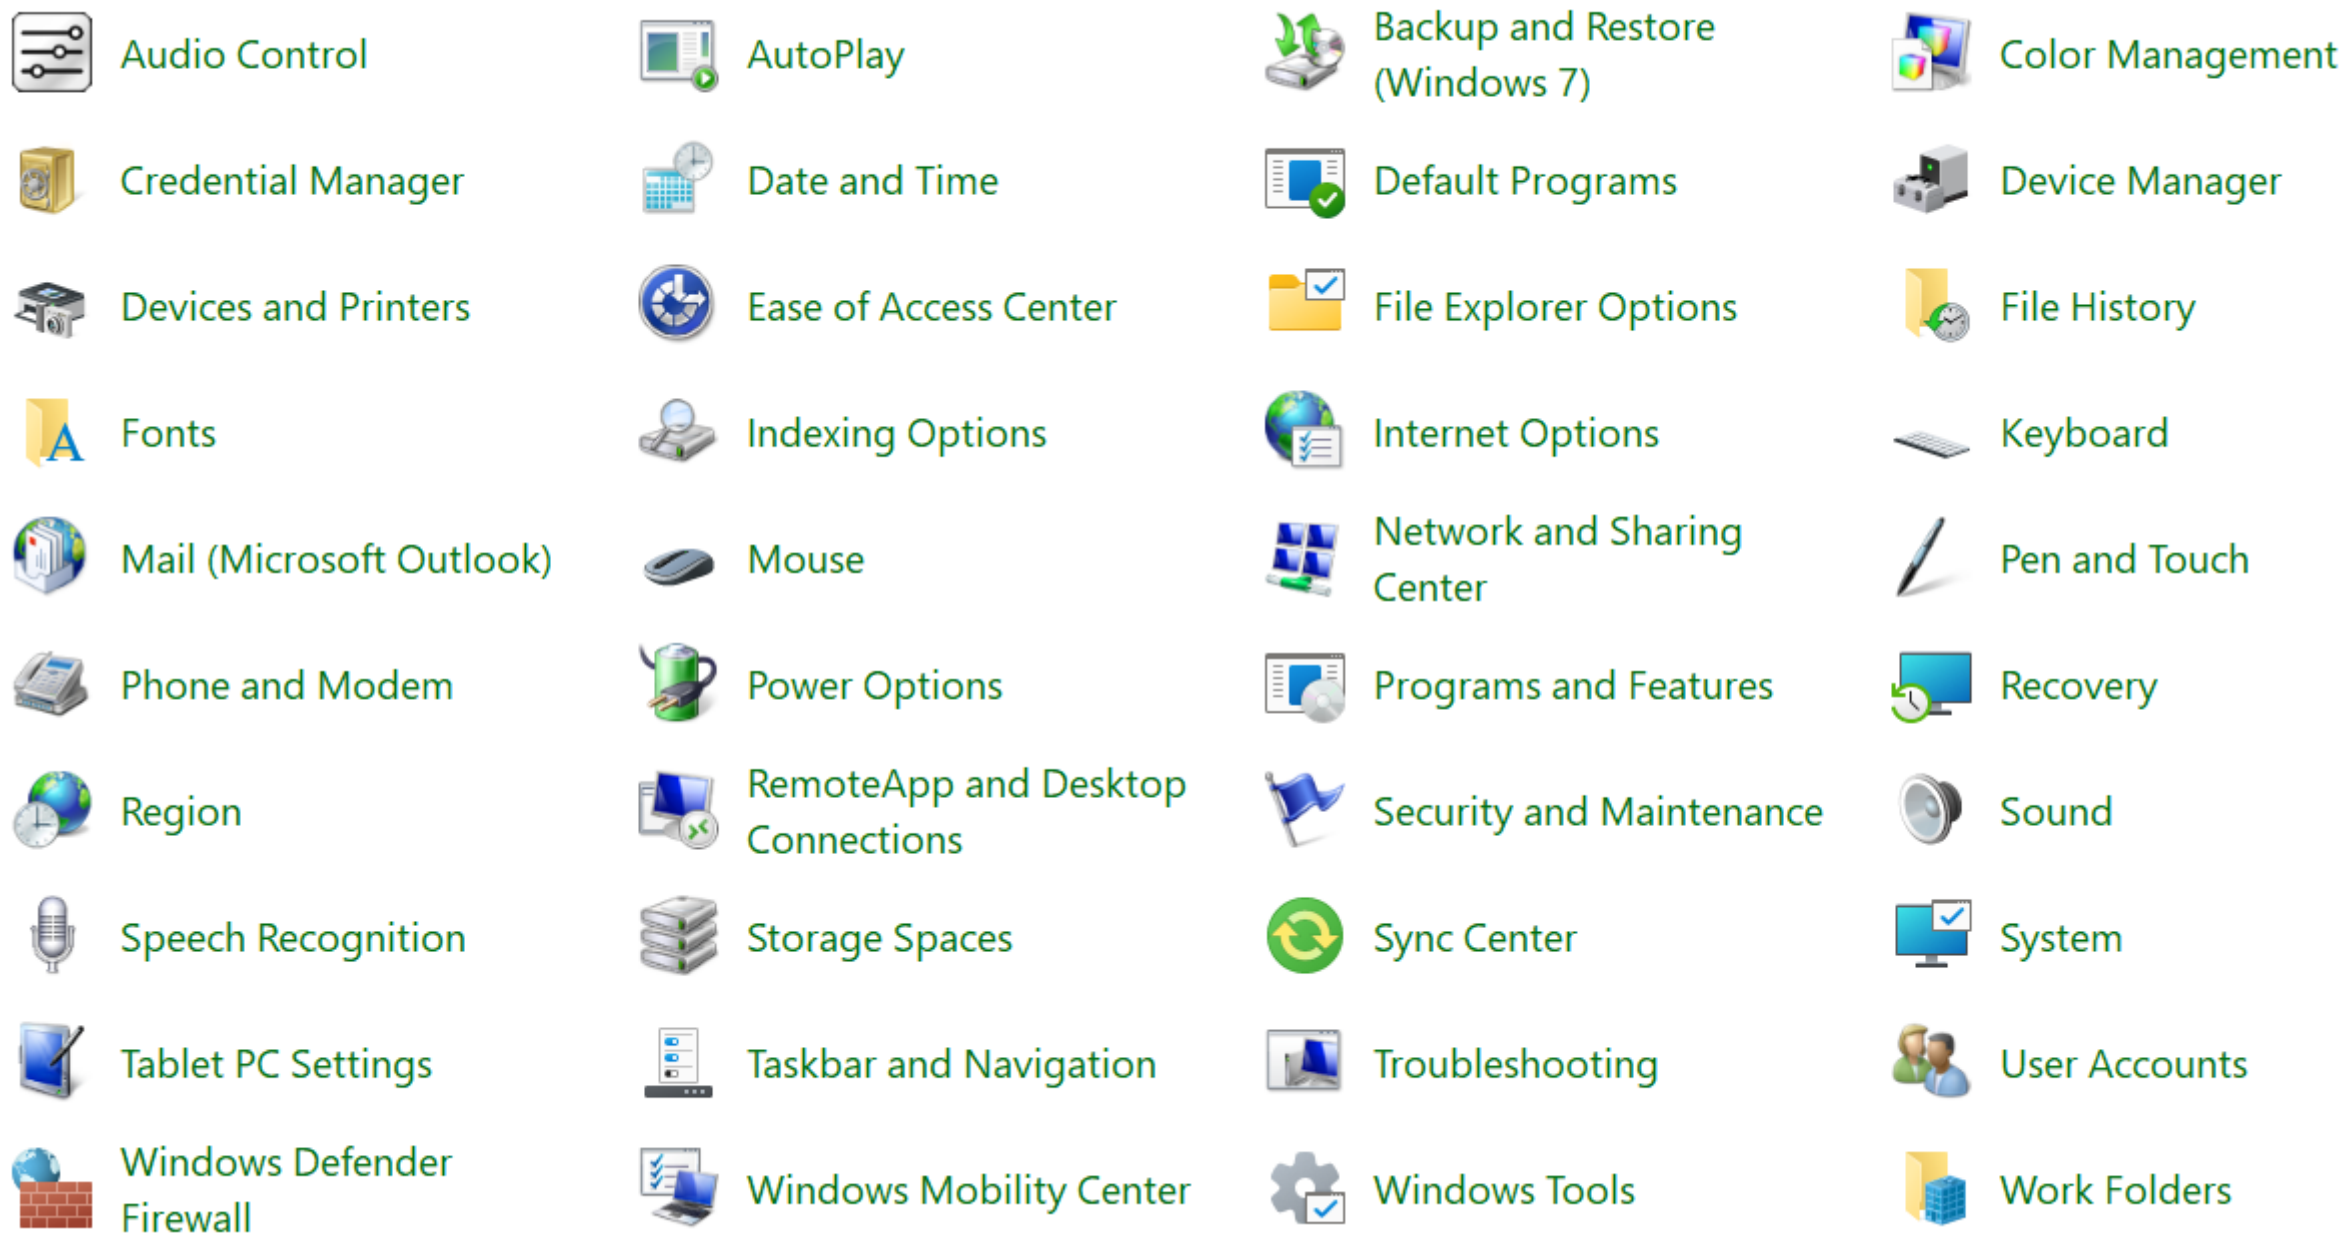 Audio Control
AutoPlay
Backup and Restore
(Windows 7)
Color Management
Credential Manager
Date and Time
Default Programs
Device Manager
Devices and Printers
Ease of Access Center
File Explorer Options
File History
Fonts
Indexing Options
Internet Options
Keyboard
Mail (Microsoft Outlook)
Mouse
Network and Sharing
Center
Pen and Touch
Phone and Modem
Power Options
Programs and Features
Recovery
Region
RemoteApp and Desktop
Connections
Security and Maintenance
Sound
Speech Recognition
Storage Spaces
Sync Center
System
Tablet PC Settings
Taskbar and Navigation
Troubleshooting
User Accounts
Windows Defender
Firewall
Windows Mobility Center
Windows Tools
Work Folders